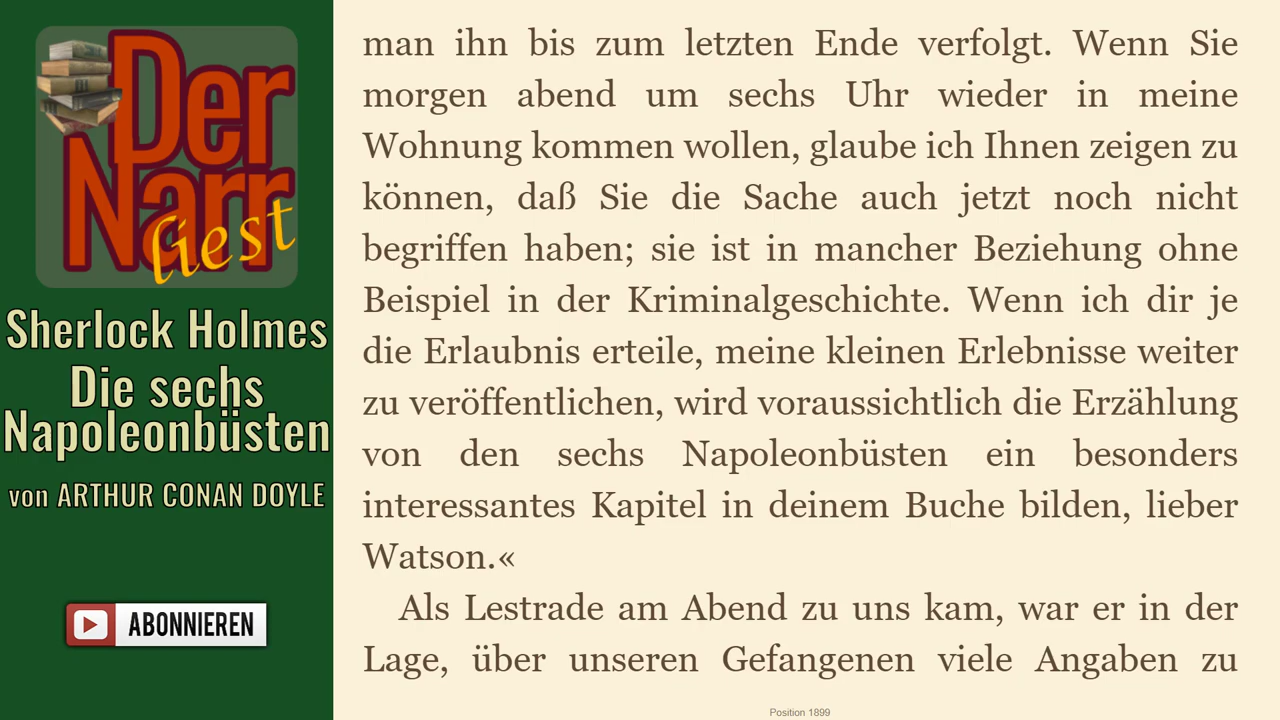 Der
Narr
liest
Sherlock Holmes
Die sechs
Napoleonbüsten
von ARTHUR CONAN DOYLE
ABONNIEREN
man ihn bis zum letzten Ende verfolgt. Wenn Sie
morgen abend um sechs Uhr wieder in meine
Wohnung kommen wollen, glaube ich Ihnen zeigen zu
können, daß Sie die Sache auch jetzt noch nicht
begriffen haben; sie ist in mancher Beziehung ohne
Beispiel in der Kriminalgeschichte. Wenn ich dir je
die Erlaubnis erteile, meine kleinen Erlebnisse weiter
zu veröffentlichen, wird voraussichtlich die Erzählung
von den sechs Napoleonbüsten ein besonders
interessantes Kapitel in deinem Buche bilden, lieber
Watson.«
Als Lestrade am Abend zu uns kam, war er in der
Lage, über unseren Gefangenen viele Angaben zu
Position 1899